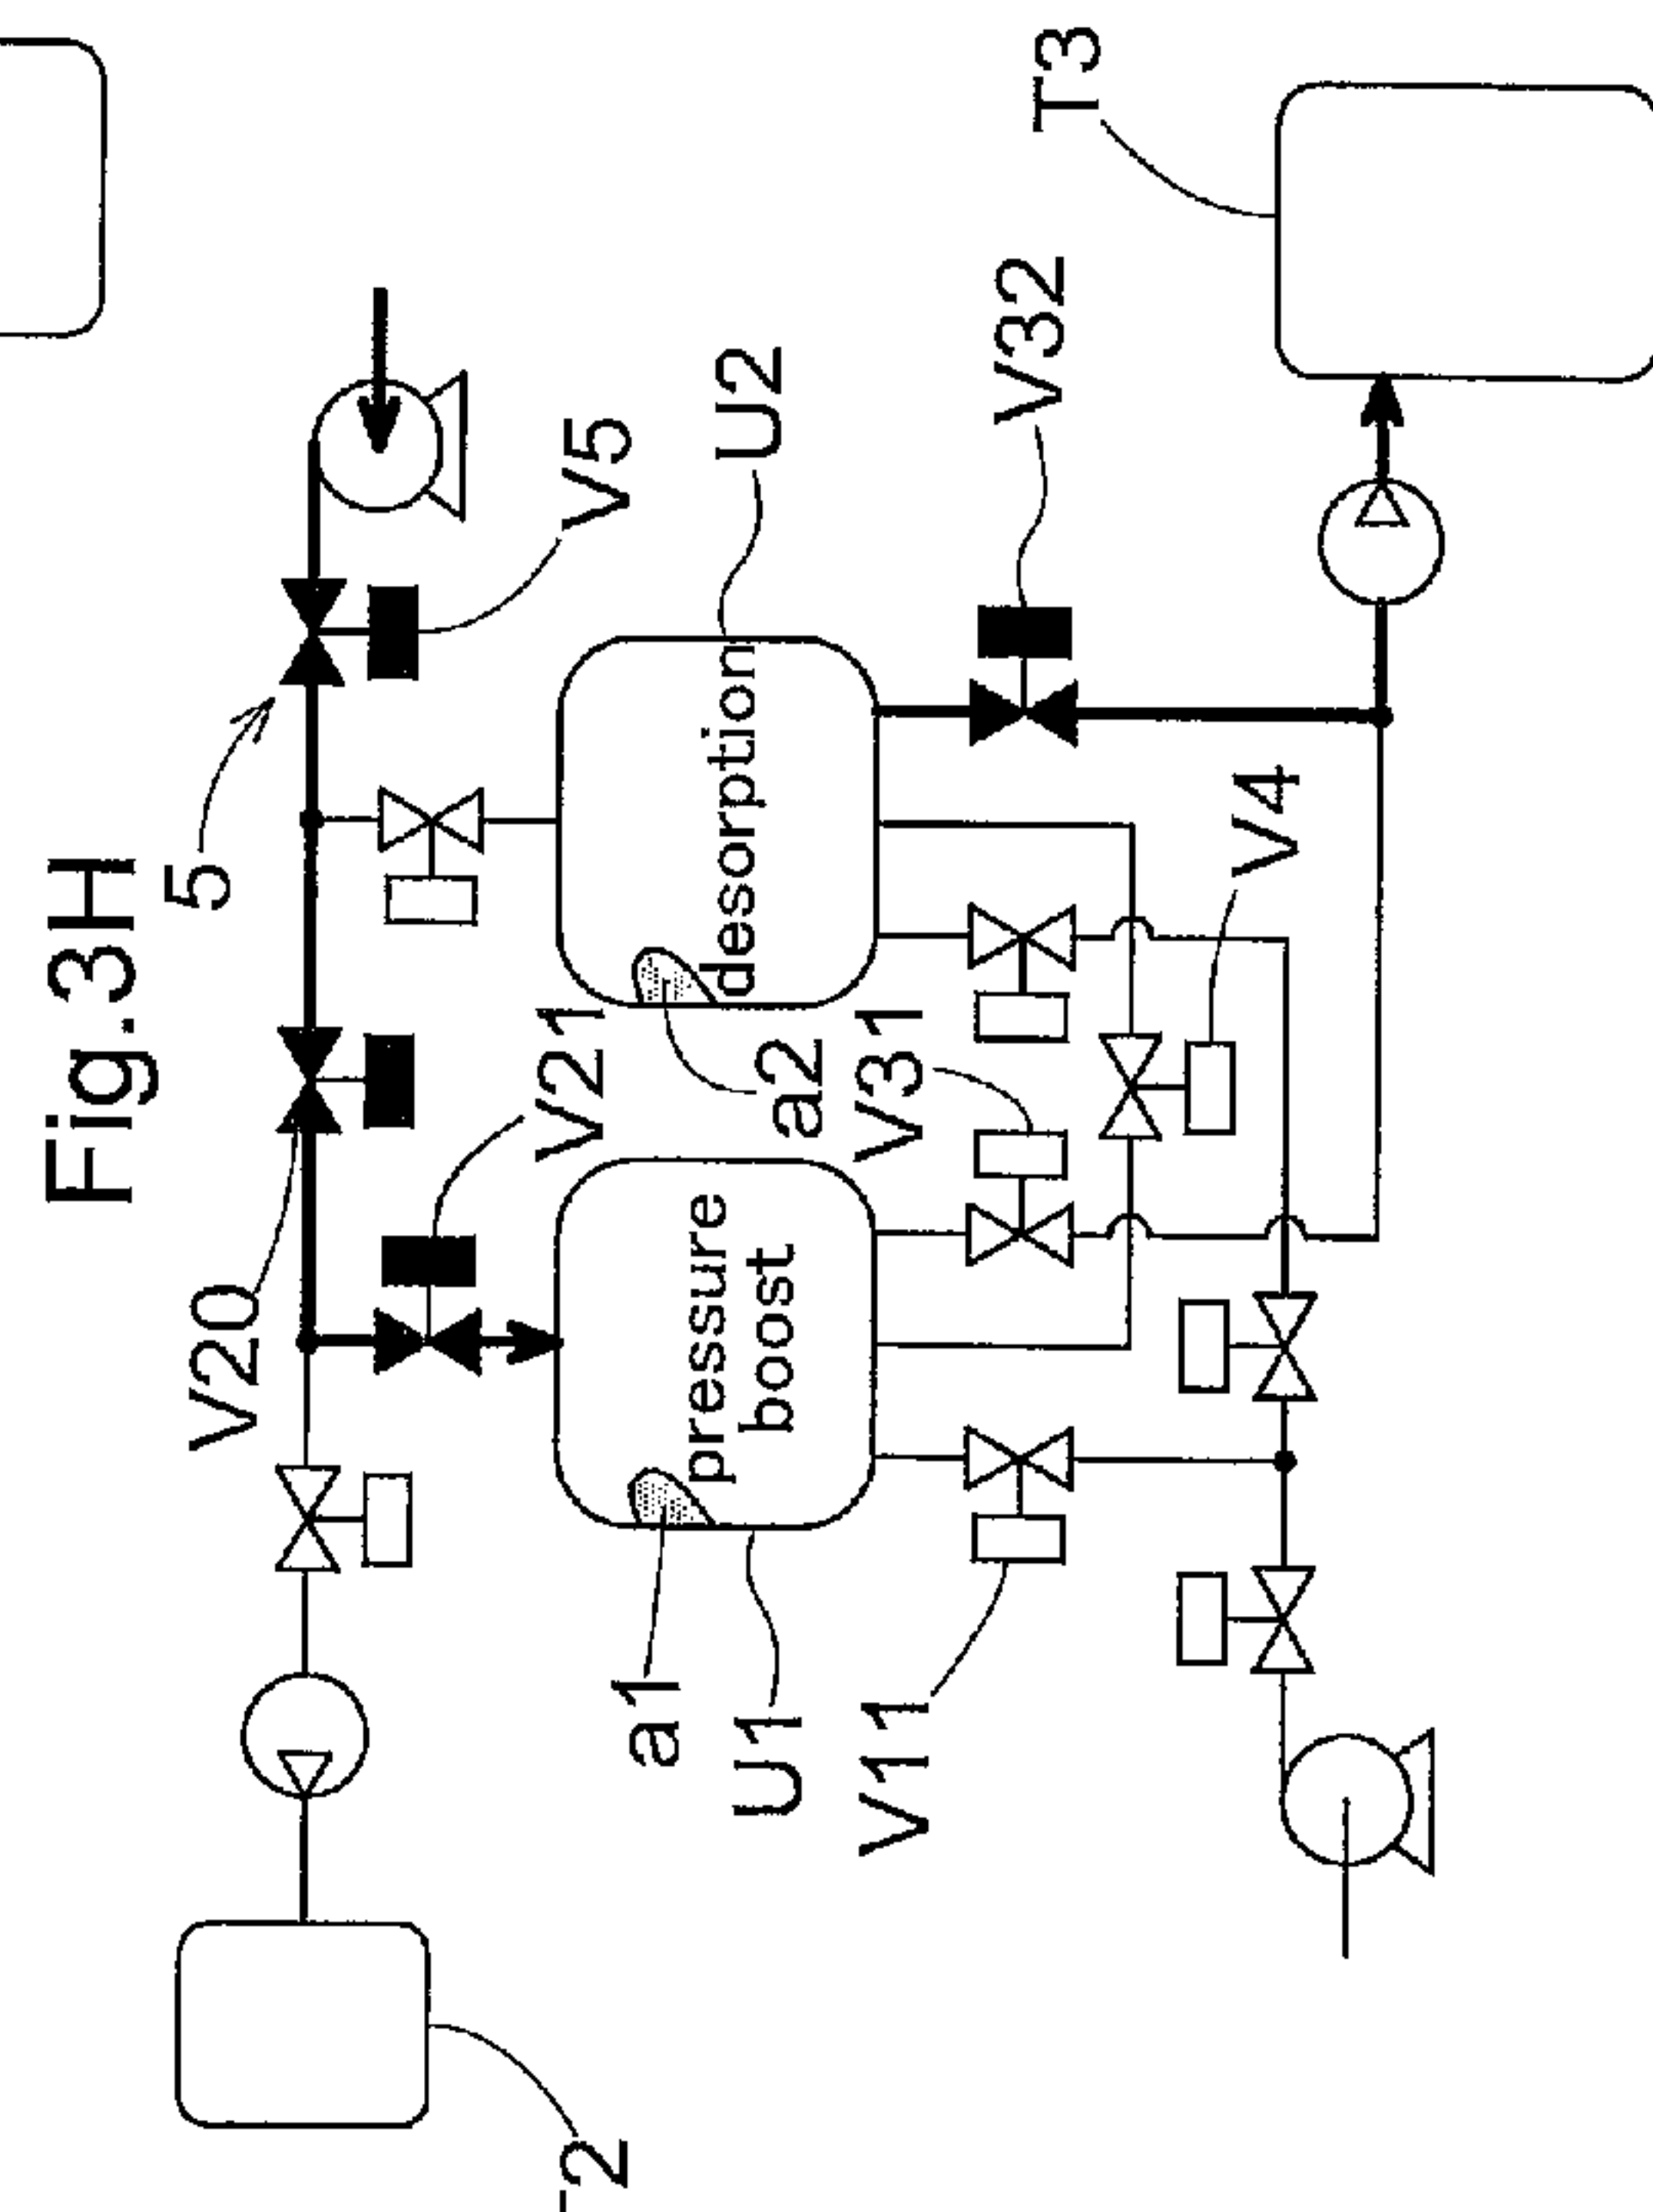 Fig.3H
5
V20
V5
V21
U2
desorption
a2
pressure
boost
a1
U1
V31
V11
V32
V4
T3